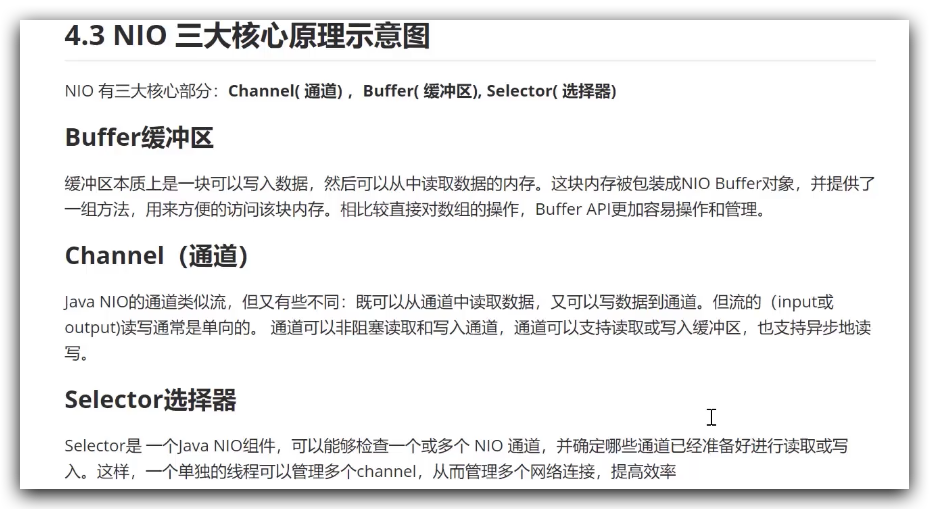 4.3 NIO 三大核心原理示意图
NIO 有三大核心部分：Channel( 通道) ，Buffer( 缓冲区), Selector( 选择器)
Buffer缓冲区
缓冲区本质上是一块可以写入数据，然后可以从中读取数据的内存。这块内存被包装成NIO Buffer对象，并提供了
一组方法，用来方便的访问该块内存。相比较直接对数组的操作，Buffer API更加容易操作和管理。
Channel（通道）
Java NIO的通道类似流，但又有些不同：既可以从通道中读取数据，又可以写数据到通道。但流的（input或
output)读写通常是单向的。 通道可以非阻塞读取和写入通道，通道可以支持读取或写入缓冲区，也支持异步地读
写。
Selector选择器
Selector是 一个Java NIO组件，可以能够检查一个或多个 NIO 通道，并确定哪些通道已经准备好进行读取或写
入。这样，一个单独的线程可以管理多个channel，从而管理多个网络连接，提高效率